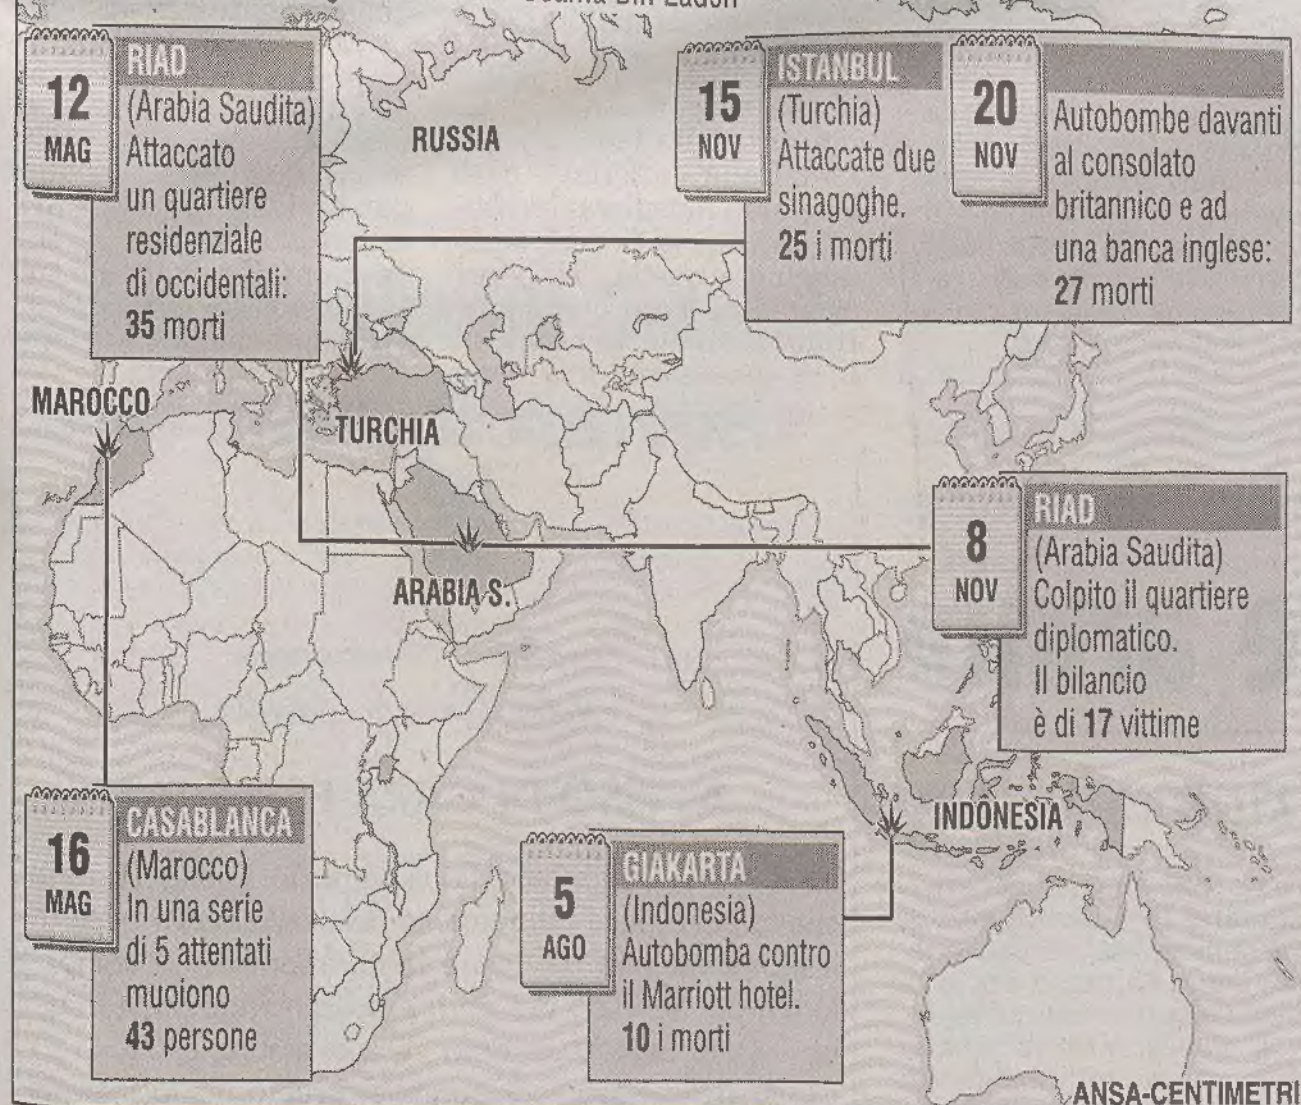 12
MAG
RIAD
(Arabia Saudita)
Attaccato
un quartiere
residenziale
di occidentali:
35 morti
RUSSIA
15
NOV
ISTANBUL
(Turchia)
Attaccate due
sinagoghe.
25 i morti
20
NOV
Autobombe davanti
al consolato
britannico e ad
una banca inglese:
27 morti
MAROCCO
TURCHIA
ARABIA S.
8
NOV
RIAD
(Arabia Saudita)
Colpito il quartiere
diplomatico.
Il bilancio
è di 17 vittime
16
MAG
CASABLANCA
(Marocco)
In una serie
di 5 attentati
muoiono
43 persone
5
AGO
GIAKARTA
(Indonesia)
Autobomba contro
il Marriott hotel.
10 i morti
INDONESIA
ANSA-CENTIMETRI